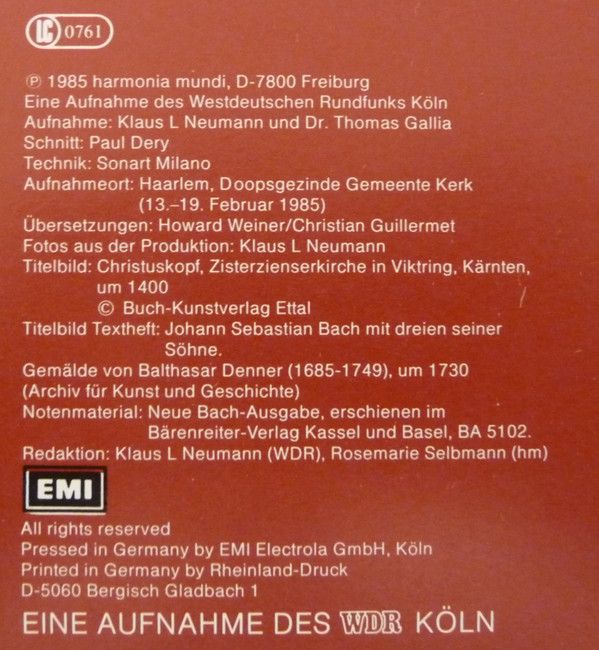 LC 0761
℗ 1985 harmonia mundi, D-7800 Freiburg
Eine Aufnahme des Westdeutschen Rundfunks Köln
Aufnahme: Klaus L Neumann und Dr. Thomas Gallia
Schnitt: Paul Dery
Technik: Sonart Milano
Aufnahmeort: Haarlem, Doopsgezinde Gemeente Kerk
(13.–19. Februar 1985)
Übersetzungen: Howard Weiner/Christian Guillermet
Fotos aus der Produktion: Klaus L Neumann
Titelbild: Christuskopf, Zisterzienserkirche in Viktring, Kärnten,
um 1400
© Buch-Kunstverlag Ettal
Titelbild Textheft: Johann Sebastian Bach mit dreien seiner
Söhne.
Gemälde von Balthasar Denner (1685-1749), um 1730
(Archiv für Kunst und Geschichte)
Notenmaterial: Neue Bach-Ausgabe, erschienen im
Bärenreiter-Verlag Kassel und Basel, BA 5102.
Redaktion: Klaus L Neumann (WDR), Rosemarie Selbmann (hm)
EMI
All rights reserved
Pressed in Germany by EMI Electrola GmbH, Köln
Printed in Germany by Rheinland-Druck
D-5060 Bergisch Gladbach 1
EINE AUFNAHME DES WDR KÖLN